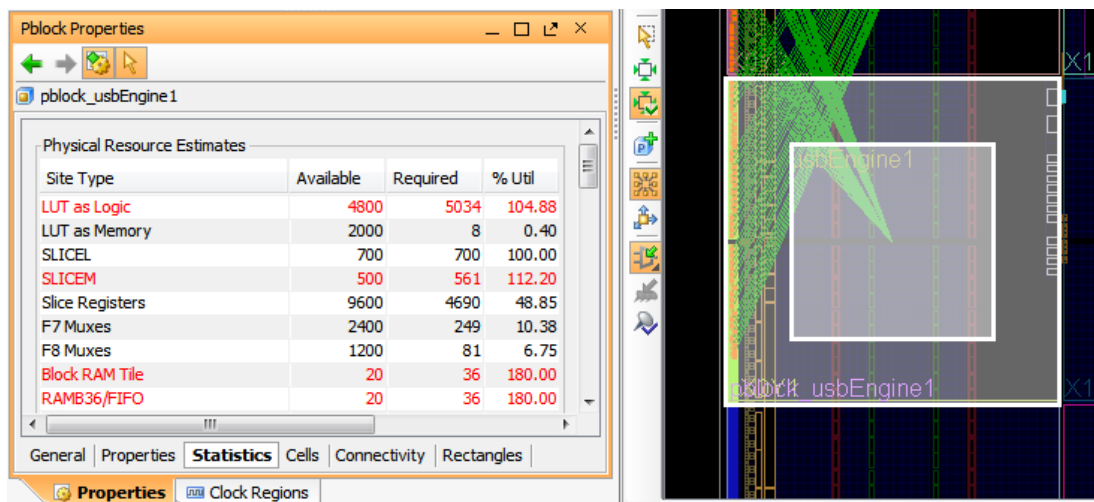 Pblock Properties
pblock_usbEngine1
Physical Resource Estimates
Site Type Available Required % Util
LUT as Logic 4800 5034 104.88
LUT as Memory 2000 8 0.40
SLICEL 700 700 100.00
SLICEM 500 561 112.20
Slice Registers 9600 4690 48.85
F7 Muxes 2400 249 10.38
F8 Muxes 1200 81 6.75
Block RAM Tile 20 36 180.00
RAMB36/FIFO 20 36 180.00
General Properties Statistics Cells Connectivity Rectangles
Properties Clock Regions
X1
usbEngine1
pblock_usbEngine1
X1